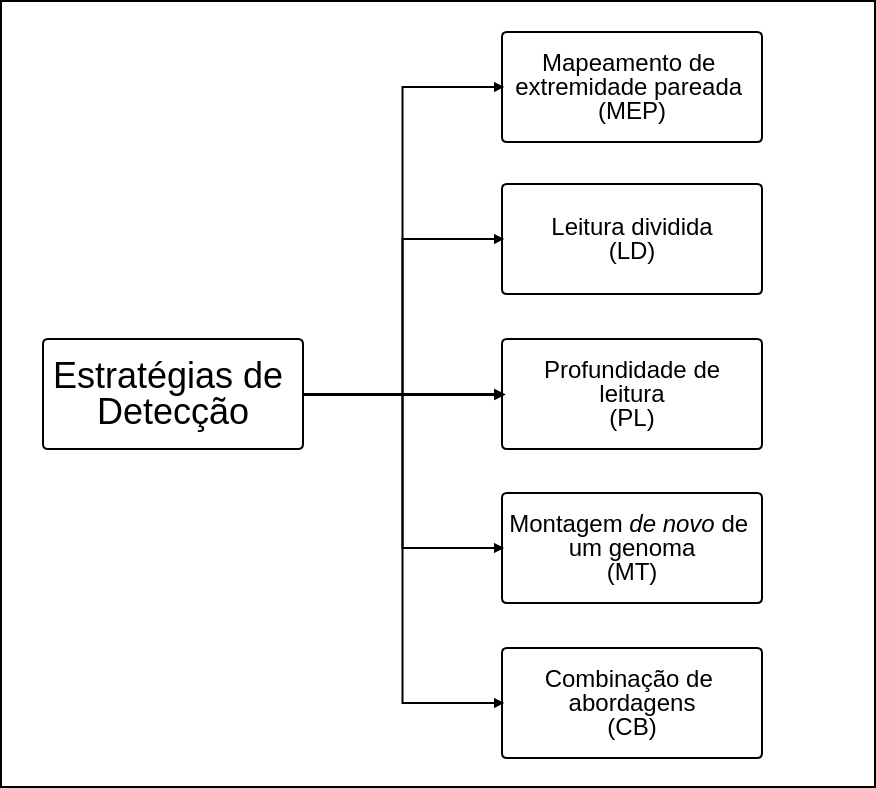 Mapeamento de
extremidade pareada
(MEP)
Leitura dividida
(LD)
Estratégias de
Detecção
Profundidade de
leitura
(PL)
Montagem de novo de
um genoma
(MT)
Combinação de
abordagens
(CB)